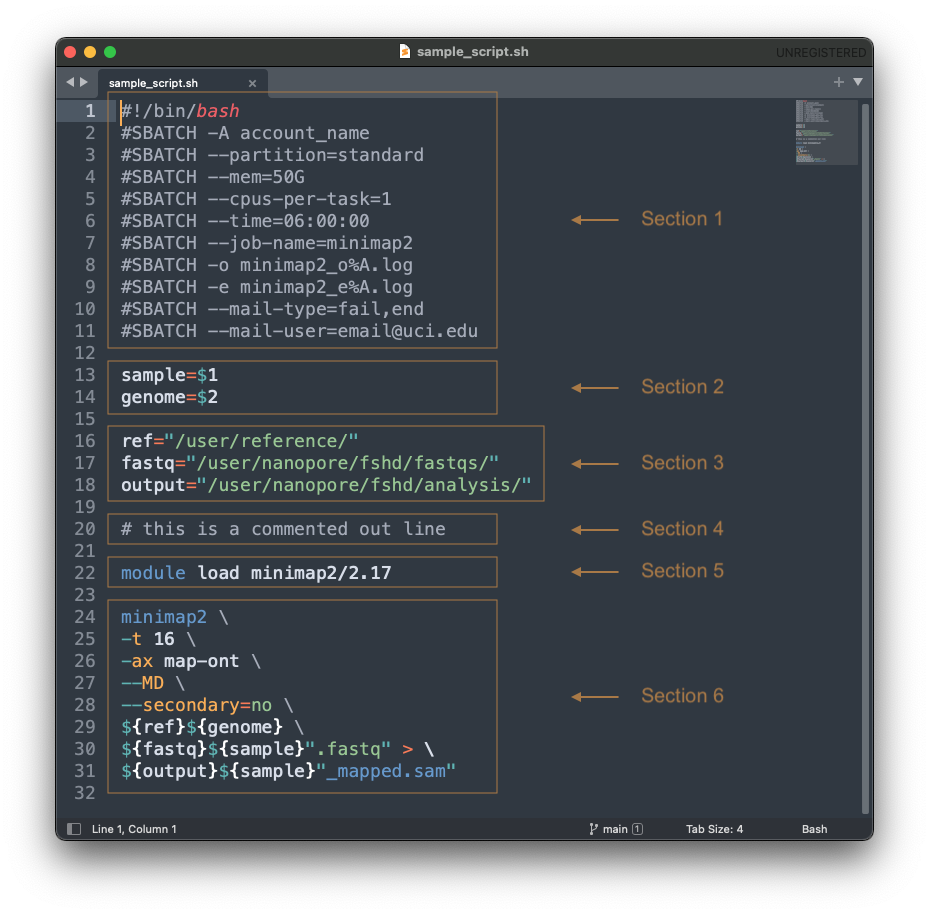 sample_script.sh
UNREGISTERED
sample_script.sh
1 #!/bin/bash
2 #SBATCH -A account_name
3 #SBATCH --partition=standard
4 #SBATCH --mem=50G
5 #SBATCH --cpus-per-task=1
6 #SBATCH --time=06:00:00 Section 1
7 #SBATCH --job-name=minimap2
8 #SBATCH -o minimap2_o%A.log
9 #SBATCH -e minimap2_e%A.log
10 #SBATCH --mail-type=fail,end
11 #SBATCH --mail-user=email@uci.edu
12
13 sample=$1 Section 2
14 genome=$2
15
16 ref="/user/reference/"
17 fastq="/user/nanopore/fshd/fastqs/" Section 3
18 output="/user/nanopore/fshd/analysis/"
19
20 # this is a commented out line Section 4
21
22 module load minimap2/2.17 Section 5
23
24 minimap2 \
25 -t 16 \
26 -ax map-ont \
27 --MD \
28 --secondary=no \ Section 6
29 ${ref}${genome} \
30 ${fastq}${sample}".fastq" > \
31 ${output}${sample}"_mapped.sam"
32
Line 1, Column 1 main 1 Tab Size: 4 Bash